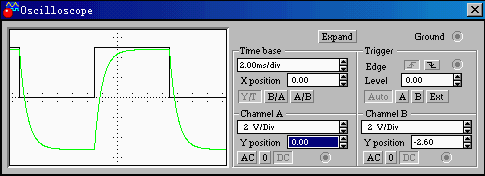 Oscilloscope
Expand
Ground
Time base
2.00ms/div
X position 0.00
Y/T B/A A/B
Trigger
Edge
Level 0.00
Auto A B Ext
Channel A
2 V/Div
Y position 0.00
AC 0 DC
Channel B
2 V/Div
Y position -2.60
AC 0 DC